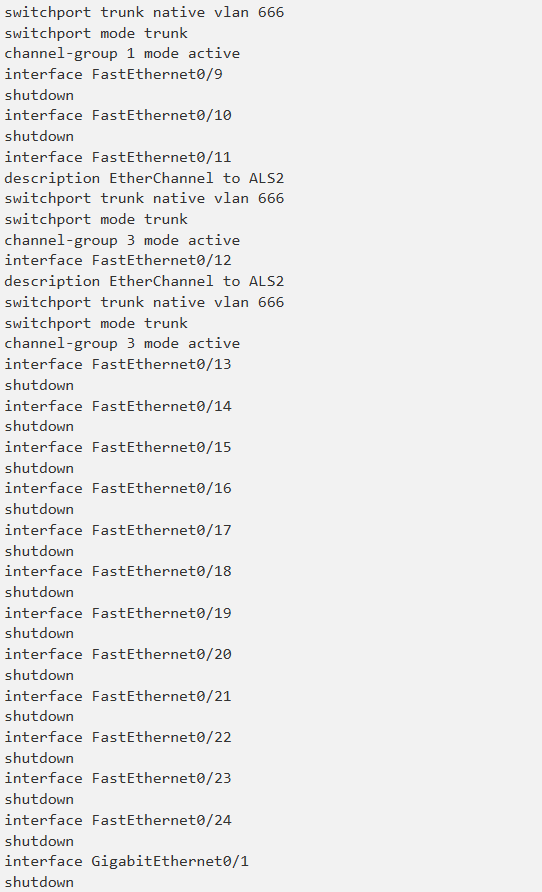 switchport trunk native vlan 666
switchport mode trunk
channel-group 1 mode active
interface FastEthernet0/9
shutdown
interface FastEthernet0/10
shutdown
interface FastEthernet0/11
description EtherChannel to ALS2
switchport trunk native vlan 666
switchport mode trunk
channel-group 3 mode active
interface FastEthernet0/12
description EtherChannel to ALS2
switchport trunk native vlan 666
switchport mode trunk
channel-group 3 mode active
interface FastEthernet0/13
shutdown
interface FastEthernet0/14
shutdown
interface FastEthernet0/15
shutdown
interface FastEthernet0/16
shutdown
interface FastEthernet0/17
shutdown
interface FastEthernet0/18
shutdown
interface FastEthernet0/19
shutdown
interface FastEthernet0/20
shutdown
interface FastEthernet0/21
shutdown
interface FastEthernet0/22
shutdown
interface FastEthernet0/23
shutdown
interface FastEthernet0/24
shutdown
interface GigabitEthernet0/1
shutdown